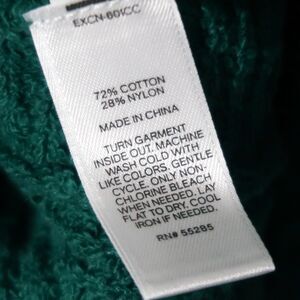 EXCN-601CC
72% COTTON
28% NYLON
MADE IN CHINA
TURN GARMENT
INSIDE OUT. MACHINE
WASH COLD WITH
LIKE COLORS. GENTLE
CYCLE. ONLY NON-
CHLORINE BLEACH
WHEN NEEDED. LAY
FLAT TO DRY. COOL
IRON IF NEEDED.
RN# 55285